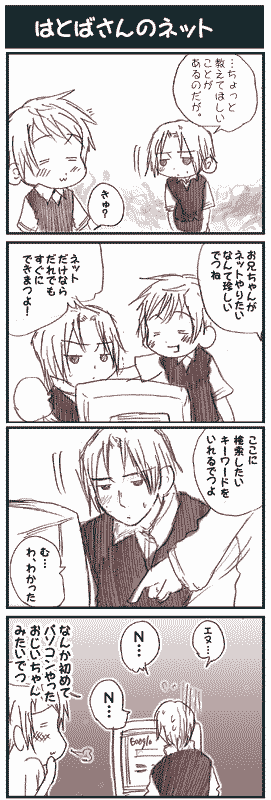 はとばさんのネット
…ちょっと
教えてほしい
ことが
あるのだが。
きゅ?
お兄ちゃんが
ネットやりたい
なんて珍しい
でつね
ネット
だけなら
だれでも
すぐに
できまつよ!
ここに
検索したい
キーワードを
いれるでつよ
む…
わ、わかった
エヌ…
N…
N…
なんか初めて
パソコンやった
おじいちゃん
みたいでつ